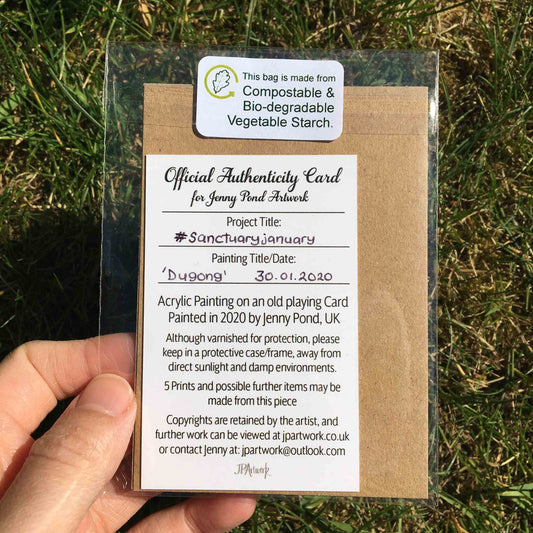 This bag is made from
Compostable &
Bio-degradable
Vegetable Starch.
Official Authenticity Card
for Jenny Pond Artwork
Project Title:
#Sanctuaryjanuary
Painting Title/Date:
'Dugong' 30.01.2020
Acrylic Painting on an old playing Card
Painted in 2020 by Jenny Pond, UK
Although varnished for protection, please
keep in a protective case/frame, away from
direct sunlight and damp environments.
5 Prints and possible further items may be
made from this piece
Copyrights are retained by the artist, and
further work can be viewed at jpartwork.co.uk
or contact Jenny at: jpartwork@outlook.com
JPArtwork